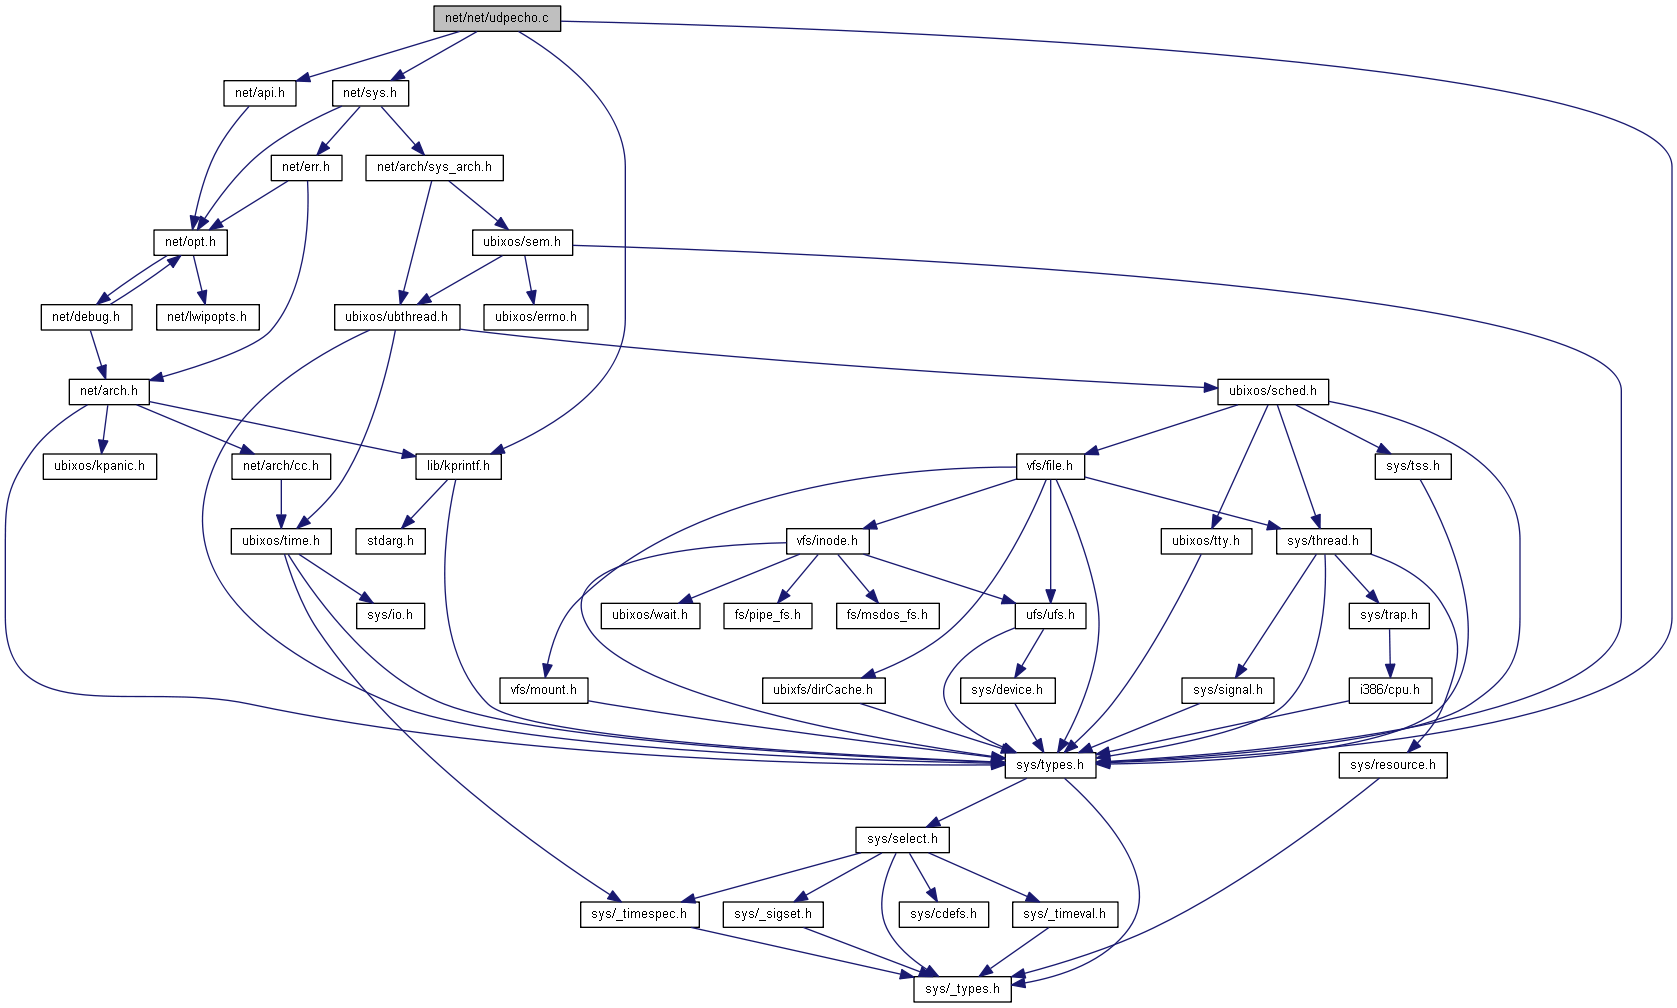 net/net/udpecho.c
net/api.h
net/sys.h
net/err.h
net/arch/sys_arch.h
net/opt.h
ubixos/sem.h
net/debug.h
net/lwipopts.h
ubixos/ubthread.h
ubixos/errno.h
net/arch.h
ubixos/sched.h
ubixos/kpanic.h
net/arch/cc.h
lib/kprintf.h
vfs/file.h
sys/tss.h
ubixos/time.h
stdarg.h
vfs/inode.h
ubixos/tty.h
sys/thread.h
sys/io.h
ubixos/wait.h
fs/pipe_fs.h
fs/msdos_fs.h
ufs/ufs.h
sys/trap.h
vfs/mount.h
ubixfs/dirCache.h
sys/device.h
sys/signal.h
i386/cpu.h
sys/types.h
sys/resource.h
sys/select.h
sys/_timespec.h
sys/_sigset.h
sys/cdefs.h
sys/_timeval.h
sys/_types.h